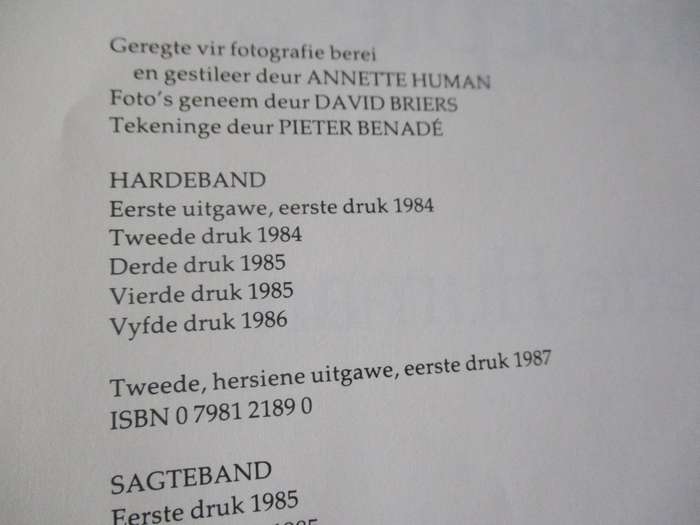 Geregte vir fotografie berei
en gestileer deur ANNETTE HUMAN
Foto's geneem deur DAVID BRIERS
Tekeninge deur PIETER BENADÉ
HARDEBAND
Eerste uitgawe, eerste druk 1984
Tweede druk 1984
Derde druk 1985
Vierde druk 1985
Vyfde druk 1986
Tweede, hersiene uitgawe, eerste druk 1987
ISBN 0 7981 2189 0
SAGTEBAND
Eerste druk 1985